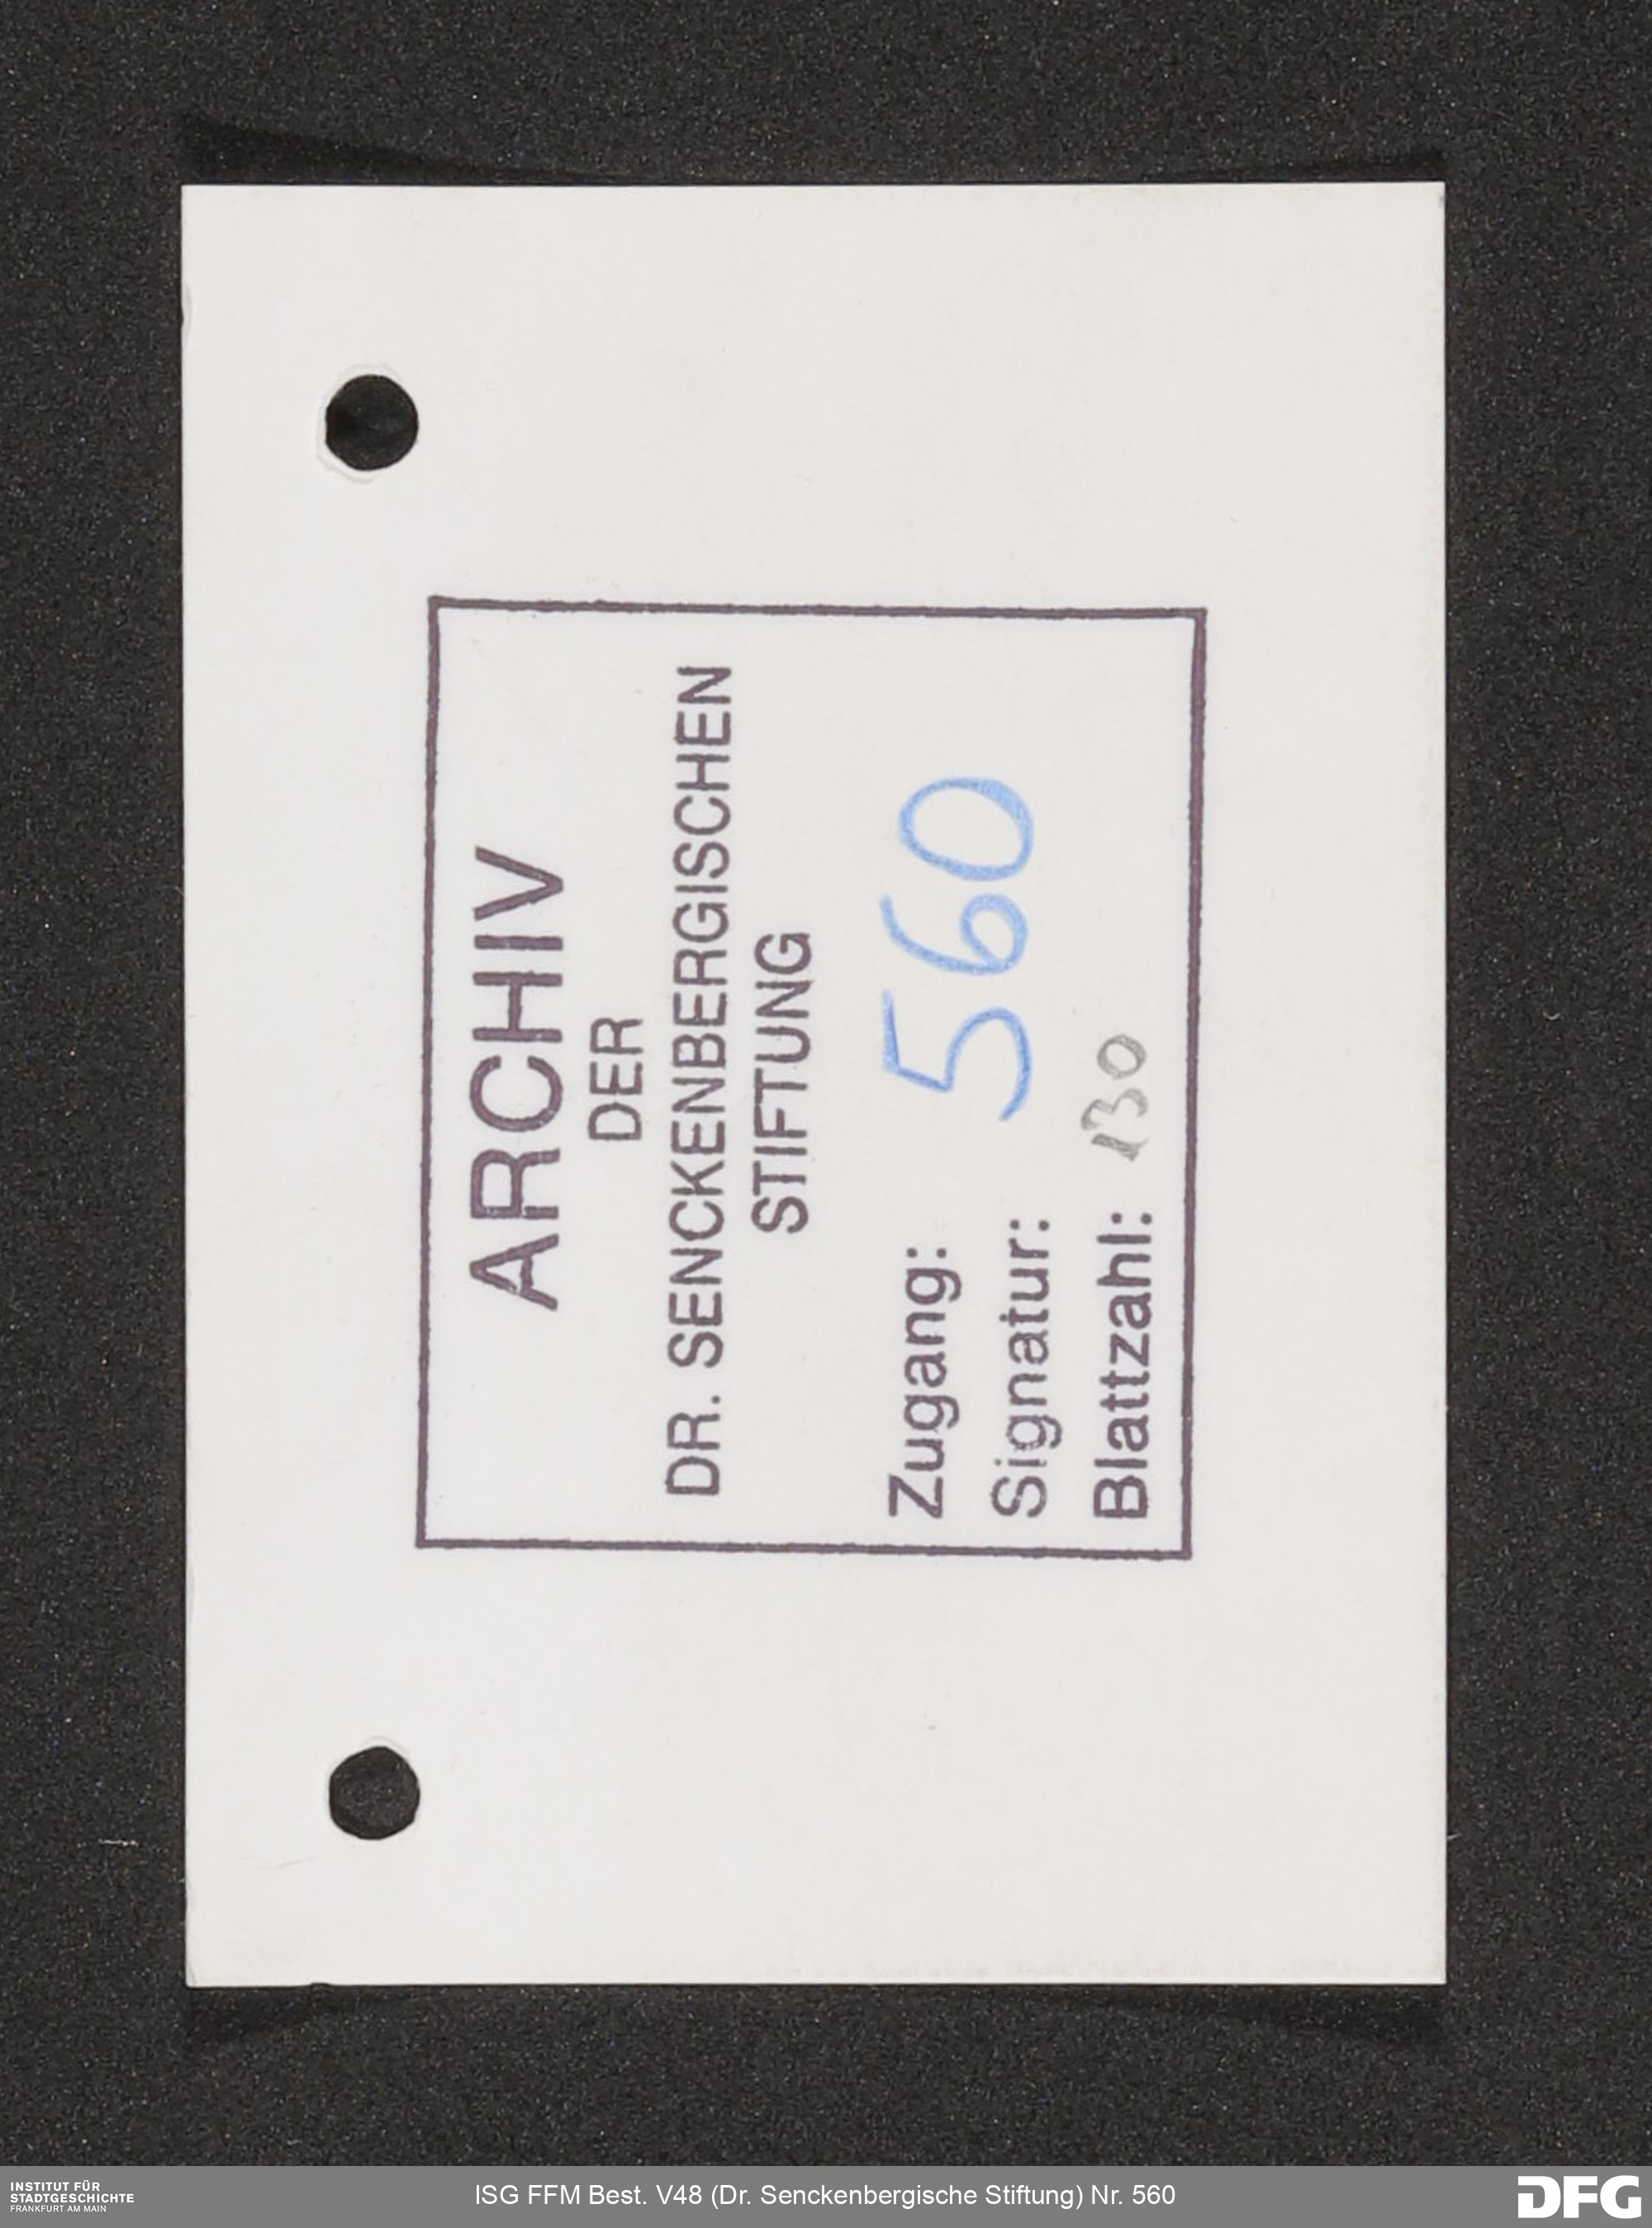 ARCHIV
DER
DR. SENCKENBERGISCHEN
STIFTUNG
Zugang:
560
Signatur:
Blattzahl: 130
INSTITUT FÜR
STADTGESCHICHTE
FRANKFURT AM MAIN
ISG FFM Best. V48 (Dr. Senckenbergische Stiftung) Nr. 560
DFG